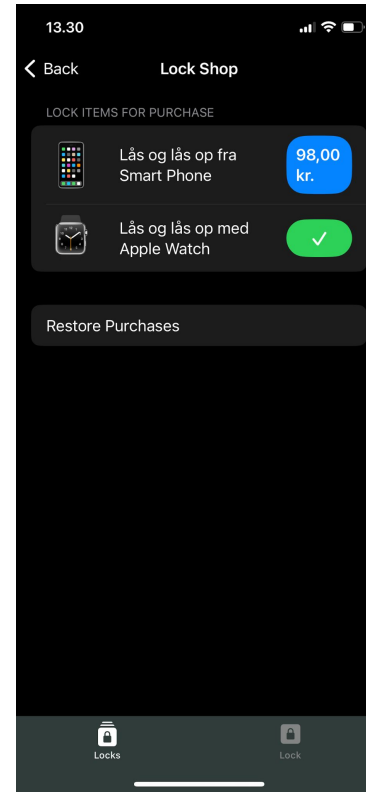 13.30
Back
Lock Shop
LOCK ITEMS FOR PURCHASE
Lås og lås op fra
Smart Phone
98,00
kr.
Lås og lås op med
Apple Watch
Restore Purchases
Locks
Lock